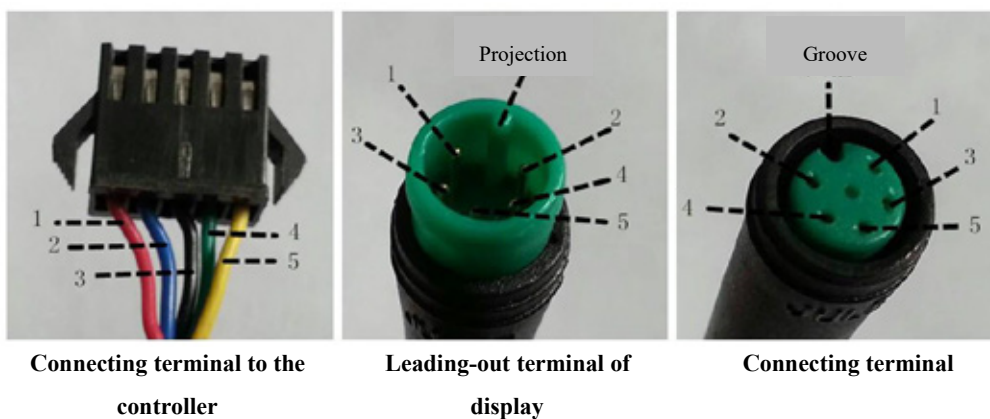 Projection
Groove
1
2
3
4
5
1
2
3
4
5
1
2
3
4
5
Connecting terminal to the
controller
Leading-out terminal of
display
Connecting terminal